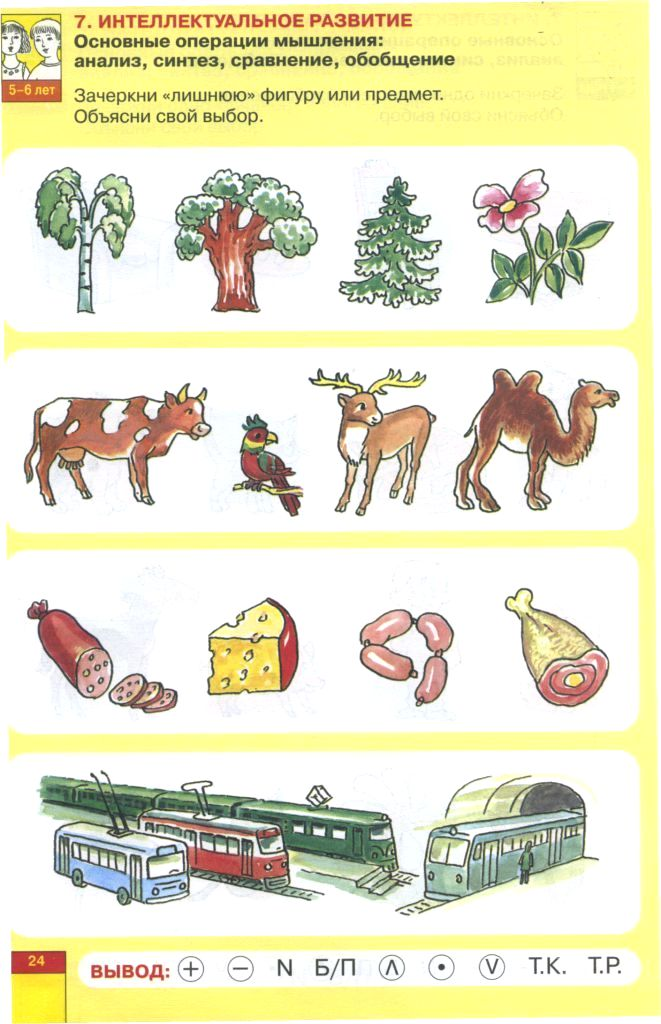 7. ИНТЕЛЛЕКТУАЛЬНОЕ РАЗВИТИЕ
Основные операции мышления:
анализ, синтез, сравнение, обобщение
5–6 лет
Зачеркни «лишнюю» фигуру или предмет.
Объясни свой выбор.
24
ВЫВОД: + − N Б/П Λ • V Т.К. Т.Р.